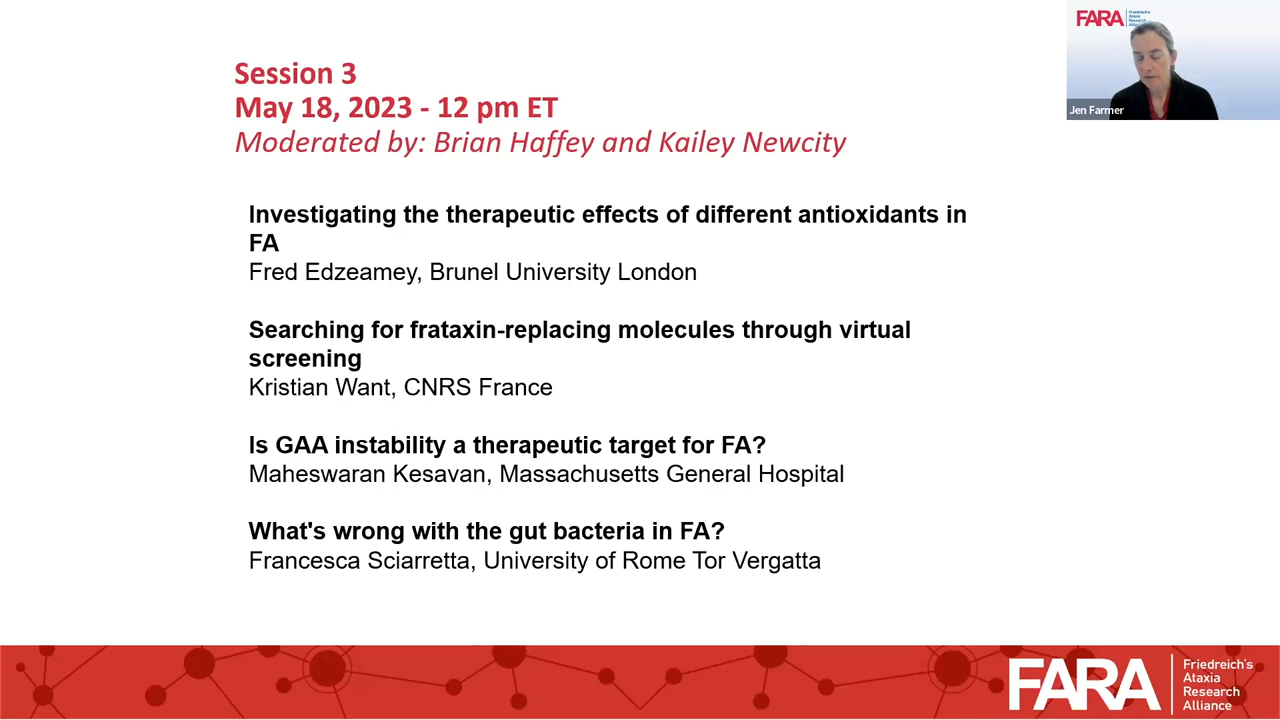 Session 3
May 18, 2023 - 12 pm ET
Moderated by: Brian Haffey and Kailey Newcity
Investigating the therapeutic effects of different antioxidants in
FA
Fred Edzeamey, Brunel University London
Searching for frataxin-replacing molecules through virtual
screening
Kristian Want, CNRS France
Is GAA instability a therapeutic target for FA?
Maheswaran Kesavan, Massachusetts General Hospital
What's wrong with the gut bacteria in FA?
Francesca Sciarretta, University of Rome Tor Vergatta
FARA
Friedreich's
Ataxia
Research
Alliance
Jen Farmer
FARA
Friedreich's
Ataxia
Research
Alliance